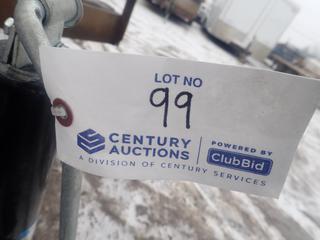 LOT NO
99
CENTURY AUCTIONS
POWERED BY
ClubBid
A DIVISION OF CENTURY SERVICES